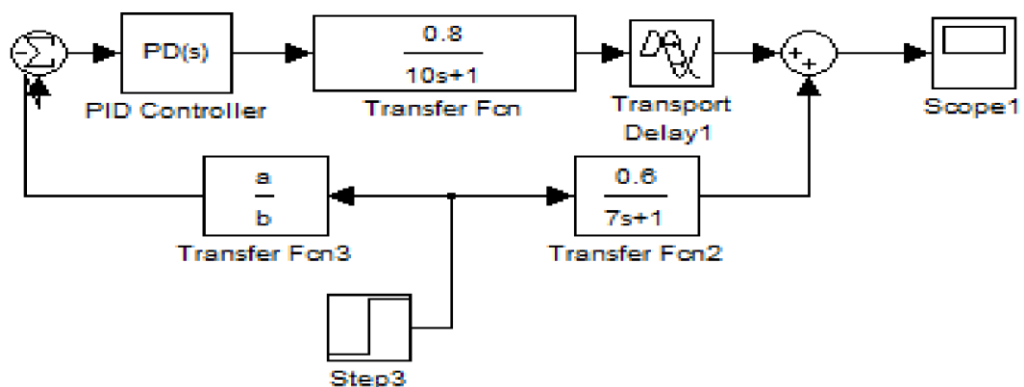 PD(s)
PID Controller
0.8
10s+1
Transfer Fcn
Transport
Delay1
+
+
Scope1
−
Σ
a
b
Transfer Fcn3
0.6
7s+1
Transfer Fcn2
Step3